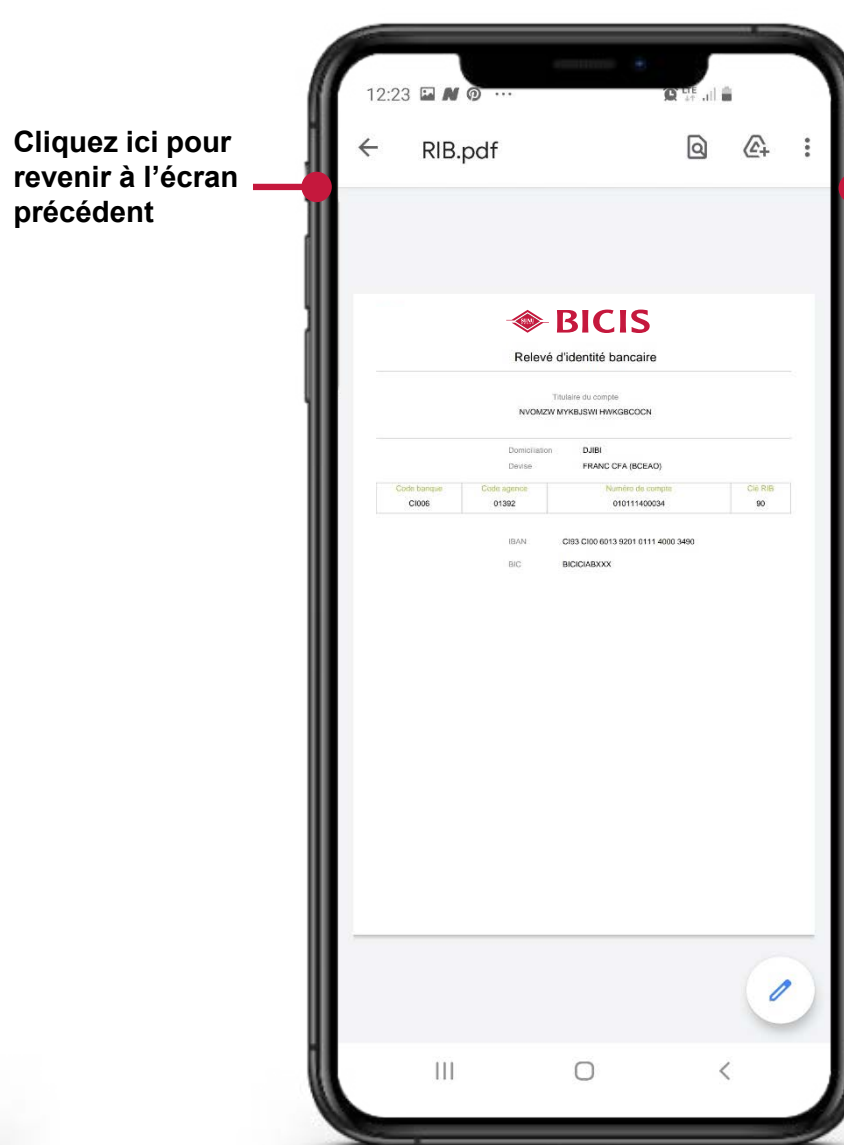 Cliquez ici pour
revenir à l’écran
précédent
12:23
LTE
RIB.pdf
BICIS
Relevé d'identité bancaire
Titulaire du compte
NVOMZW MYKBJSWI HWKGBCOCN
Domiciliation DJIBI
Devise FRANC CFA (BCEAO)
Code banque Code agence Numéro de compte Clé RIB
CI006 01392 010111400034 90
IBAN CI93 CI00 6013 9201 0111 4000 3490
BIC BICICIABXXX